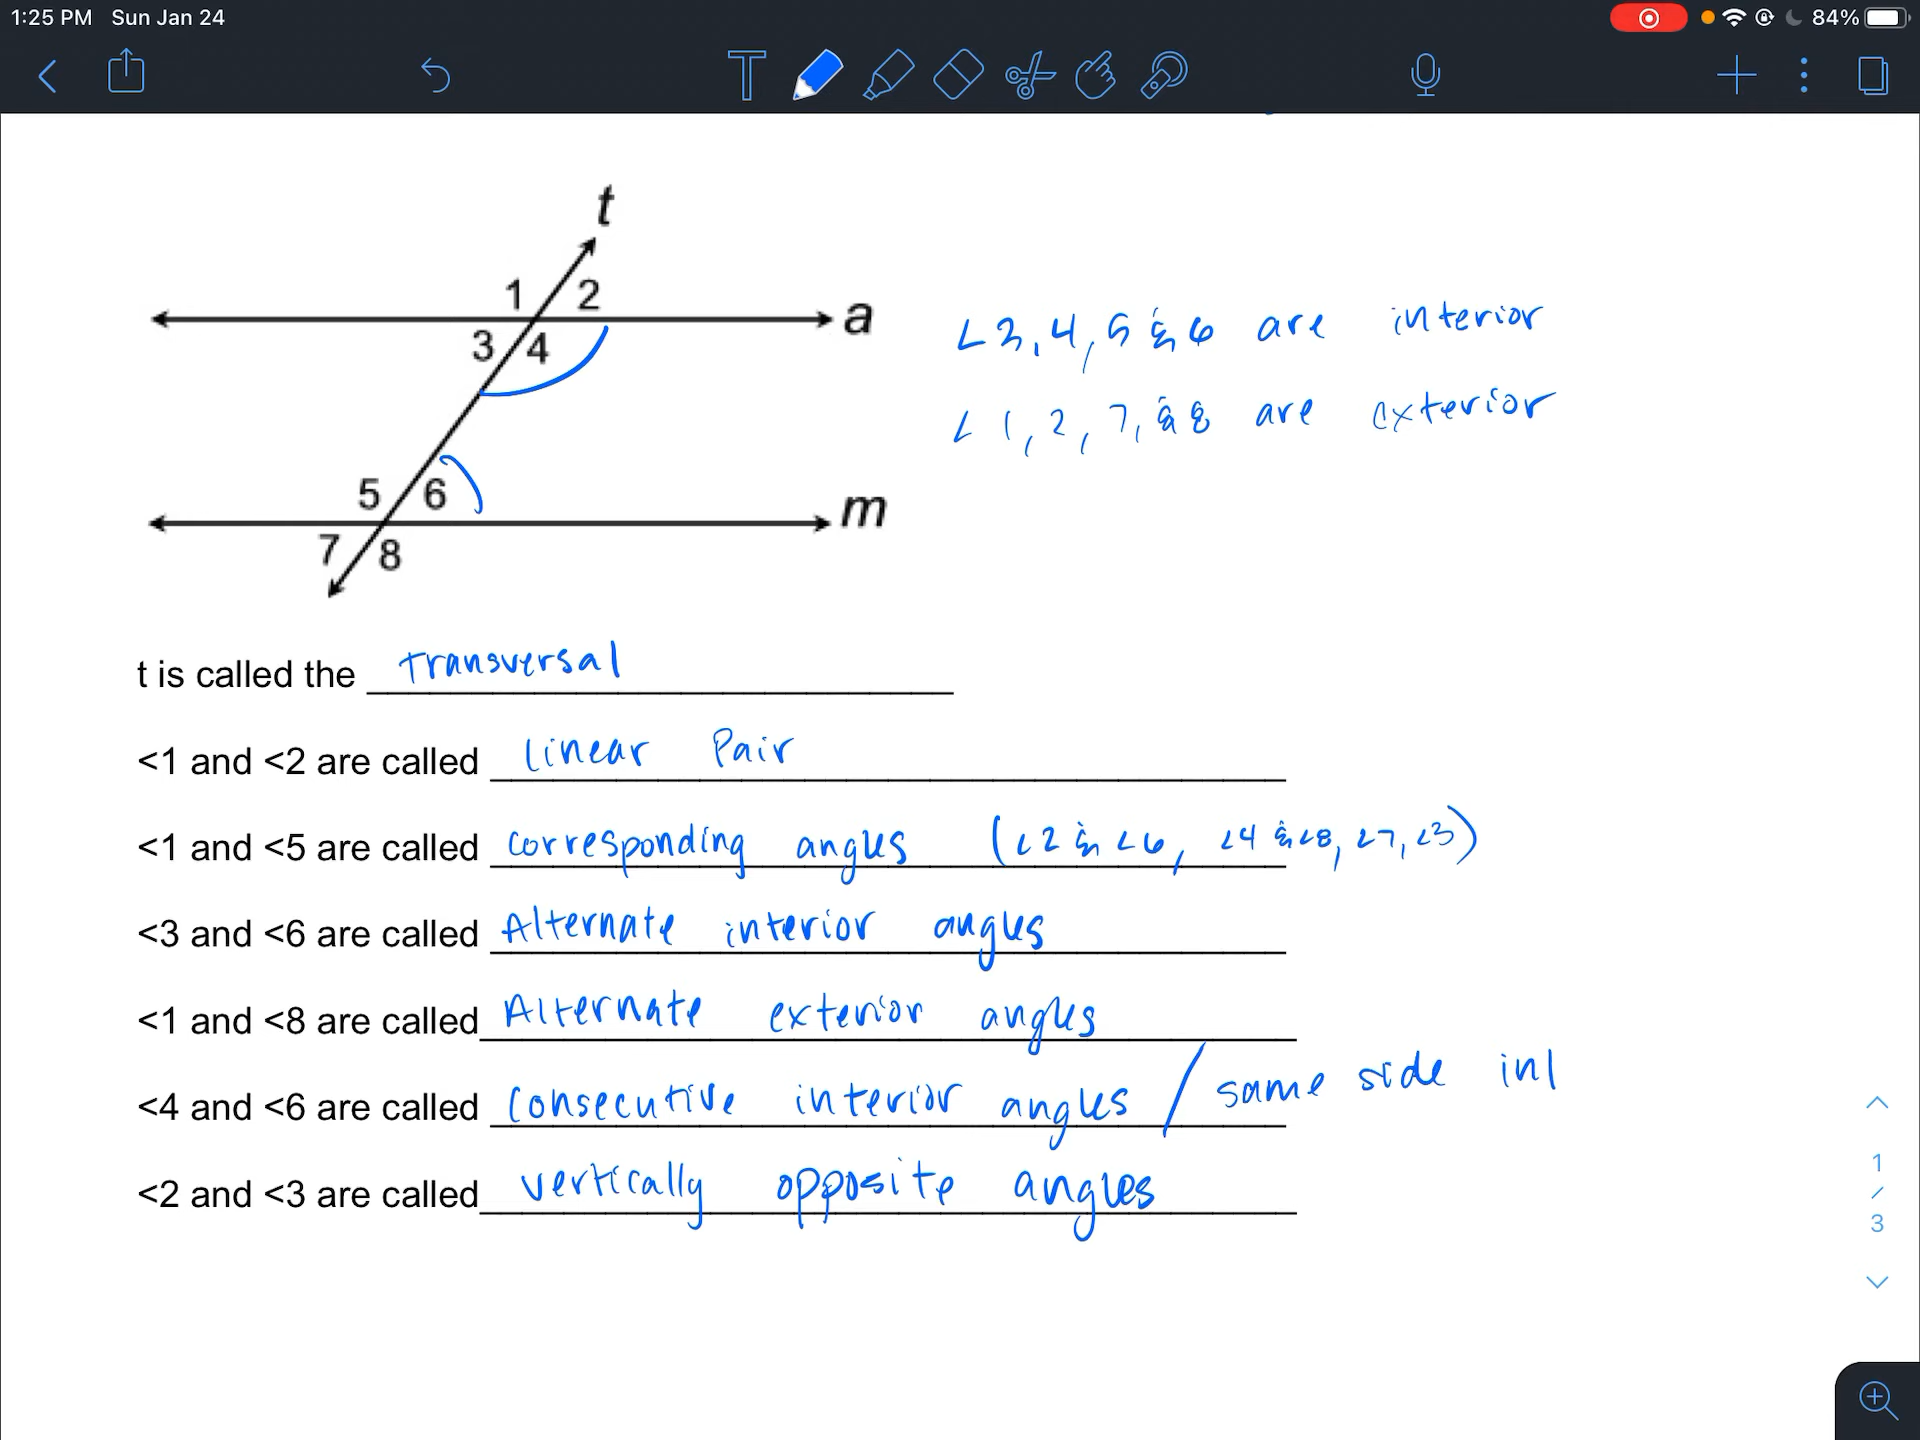 1:25 PM Sun Jan 24
84%
T
t
1 2
a
3 4
∠3, 4, 5 & 6 are interior
∠ 1, 2, 7, & 8 are exterior
5 6
m
7 8
t is called the transversal
<1 and <2 are called linear Pair
<1 and <5 are called corresponding angles (∠2 & ∠6, ∠4 & ∠8, ∠7, ∠3)
<3 and <6 are called Alternate interior angles
<1 and <8 are called Alternate exterior angles
<4 and <6 are called consecutive interior angles / same side inl
<2 and <3 are called vertically opposite angles
1
/
3